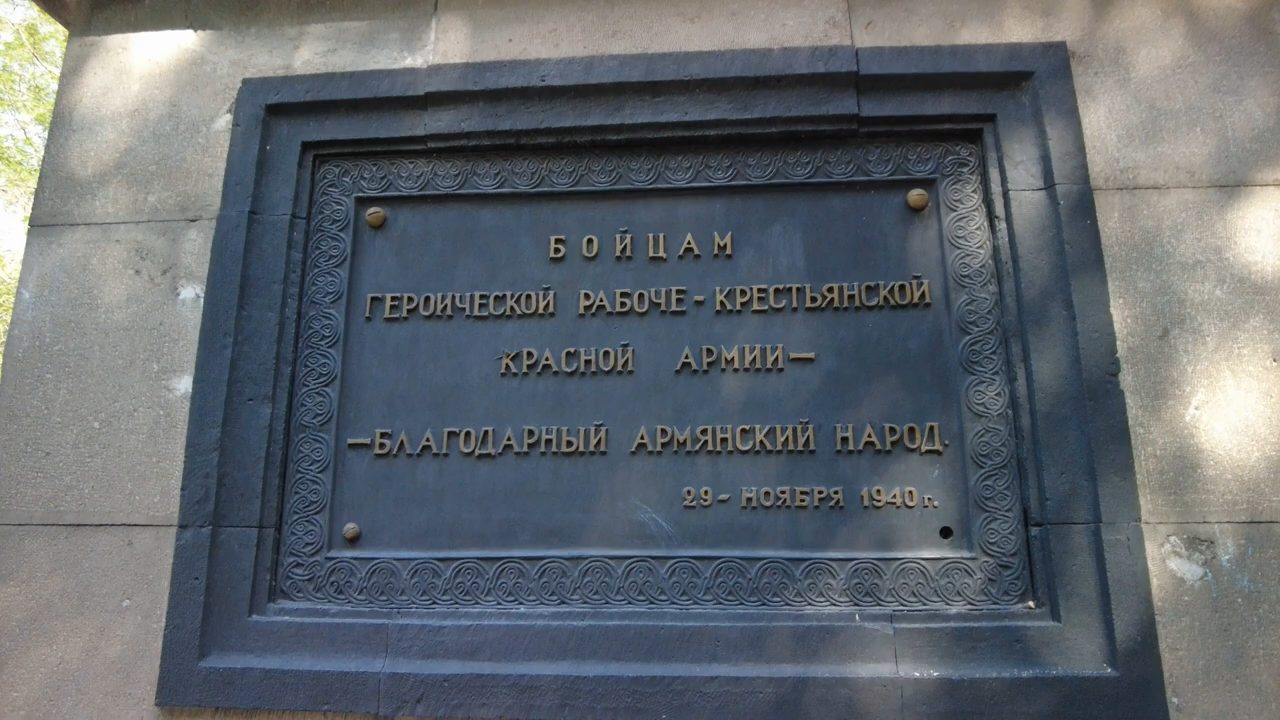 БОЙЦАМ
ГЕРОИЧЕСКОЙ РАБОЧЕ-КРЕСТЬЯНСКОЙ
КРАСНОЙ АРМИИ—
—БЛАГОДАРНЫЙ АРМЯНСКИЙ НАРОД.
29- НОЯБРЯ 1940 г.